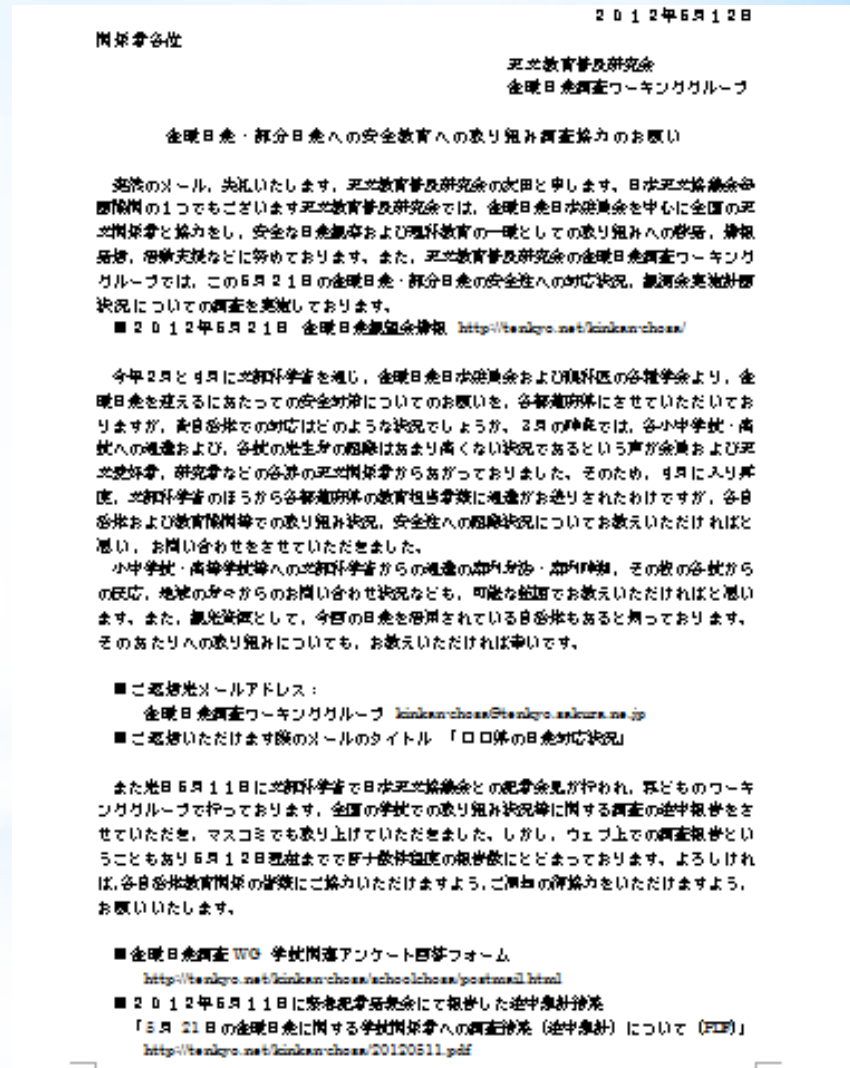 2012年5月12日
関係者各位
天文教育普及研究会
金環日食調査ワーキンググループ
金環日食・部分日食への安全教育への取り組み調査協力のお願い
突然のメール，失礼いたします．天文教育普及研究会の 申します．日本天文協議会
機関の1つでもございます天文教育普及研究会では，金環日食日本委員会を中心に全国の天
文関係者と協力をし，安全な日食観察および理科教育の一環としての取り組みへの啓発，情報
発信，活動支援などに努めております．また，天文教育普及研究会の金環日食調査ワーキング
グループでは，この5月21日の金環日食・部分日食の安全性への対応状況，観測会実施計画
状況についての調査を実施しております．
■2012年5月21日 金環日食観望会情報 http://tenkyo.net/kinkan-chosa/
今年2月と4月に文部科学省を通じ，金環日食日本委員会および眼科医の各種学会より，金
環日食を迎えるにあたっての安全対策についてのお願いを，各都道府県にさせていただいてお
りますが，貴自治体での対応はどのような状況でしょうか．3月の時点では，各小中学校・高
校への通達および，各校の先生方の認識はあまり高くない状況であるという声が会員および天
文愛好者，研究者などの各地の天文関係者からあがっておりました．そのため，4月に入り再
度，文部科学省のほうから各都道府県の教育担当者様に通達がお送りされたわけですが，各自
治体および教育機関等での取り組み状況，安全性への認識状況についてお教えいただければと
思い，お問い合わせをさせていただきました．
小中学校・高等学校等への文部科学省からの通達の配布方法・配布時期，その後の各校から
の反応，地域の方々からのお問い合わせ状況なども，可能な範囲でお教えいただければと思い
ます．また，観光資源として，今回の日食を活用されている自治体もあると伺っております．
そのあたりへの取り組みについても，お教えいただければ幸いです．
■ご返信先メールアドレス：
金環日食調査ワーキンググループ kinkan-chosa@tenkyo.sakura.ne.jp
■ご返信いただけます際のメールのタイトル 「□□県の日食対応状況」
また先日5月11日に文部科学省で日本天文協議会との記者会見が行われ，私どものワーキ
ンググループで行っております，全国の学校での取り組み状況等に関する調査の途中報告をさ
せていただき，マスコミでも取り上げていただきました．しかし，ウェブ上での調査報告とい
うこともあり5月12日現在までで 十数件程度の報告数にとどまっております．よろしけれ
ば，各自治体教育関係の皆様にご協力いただけますよう，ご周知の御協力をいただけますよう，
お願いいたします．
■金環日食調査WG 学校関連アンケート回答フォーム
http://tenkyo.net/kinkan-chosa/schoolchosa/postmail.html
■2012年5月11日に緊急記者発表会にて報告した途中集計結果
「5月21日の金環日食に関する学校関係者への調査結果（途中集計）について（PDF）」
http://tenkyo.net/kinkan-chosa/20120511.pdf